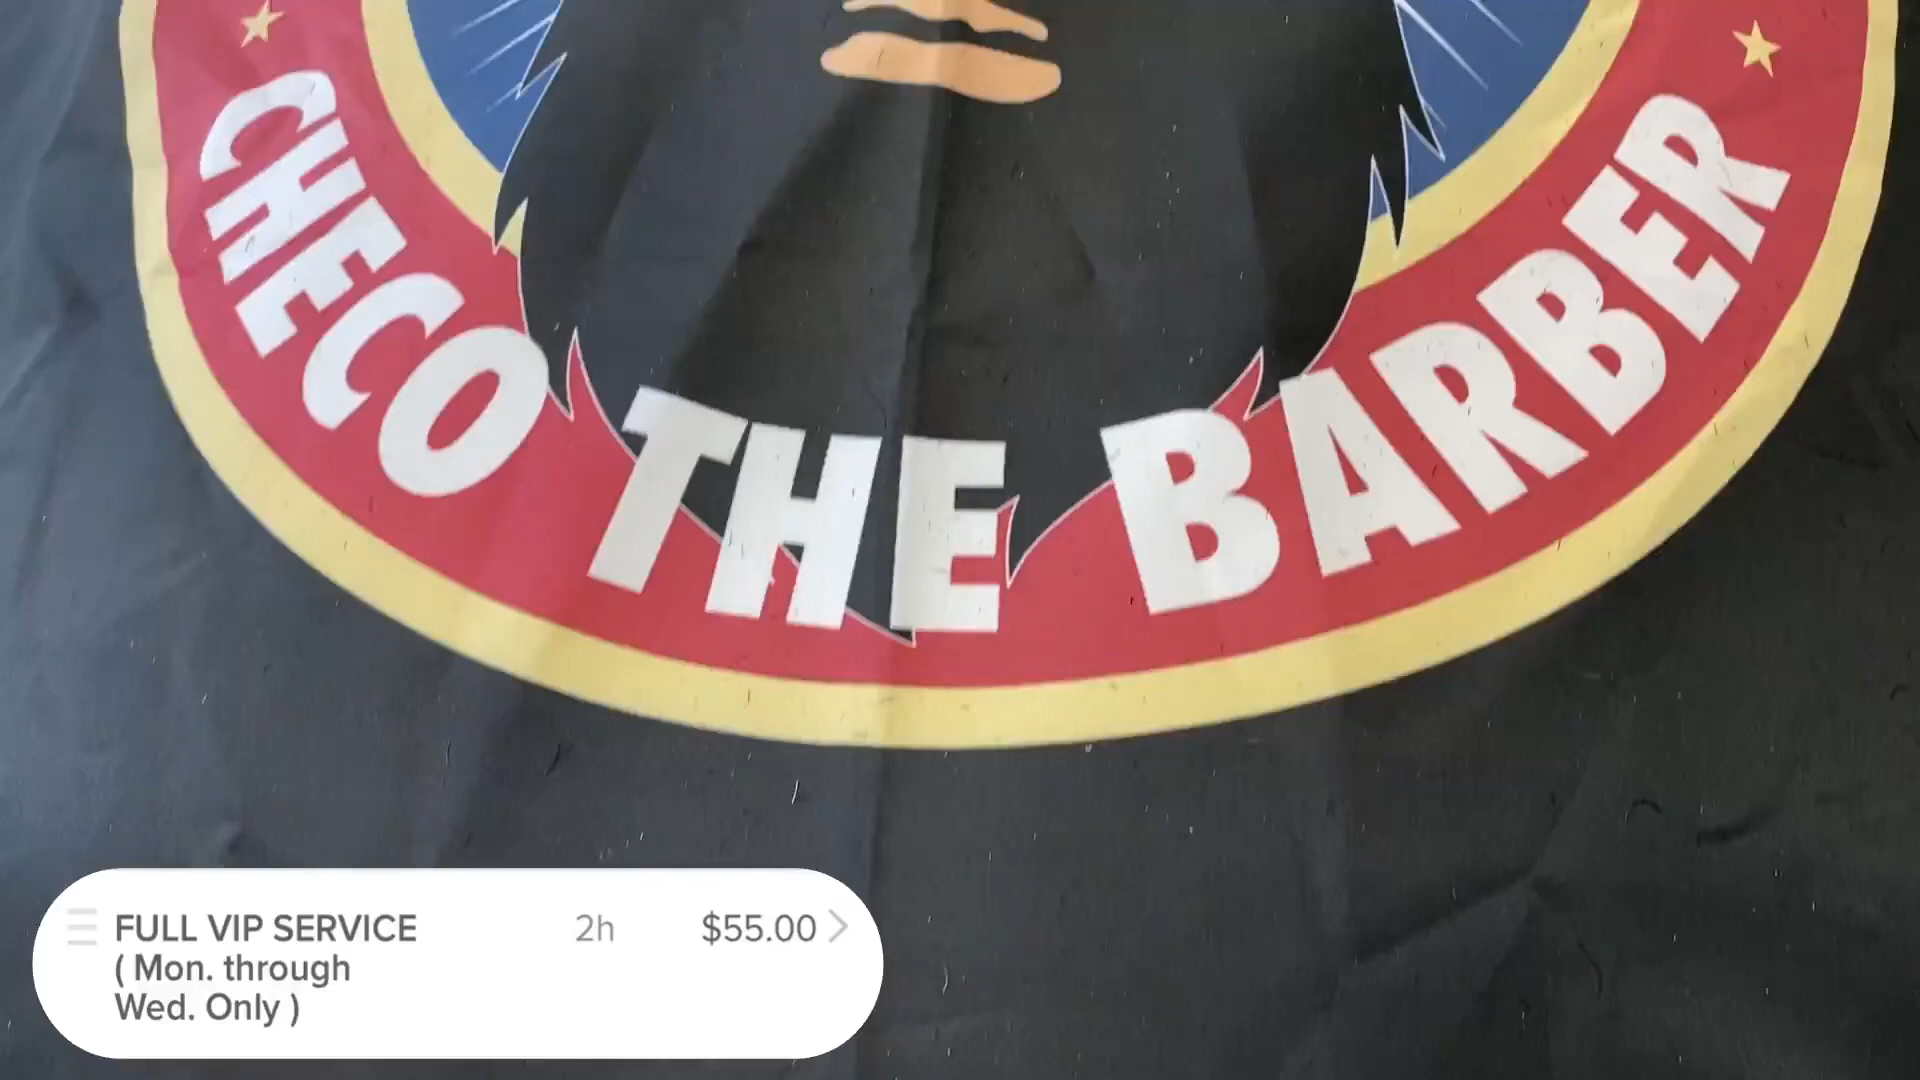 CHECO THE BARBER
FULL VIP SERVICE 2h $55.00
( Mon. through
Wed. Only )